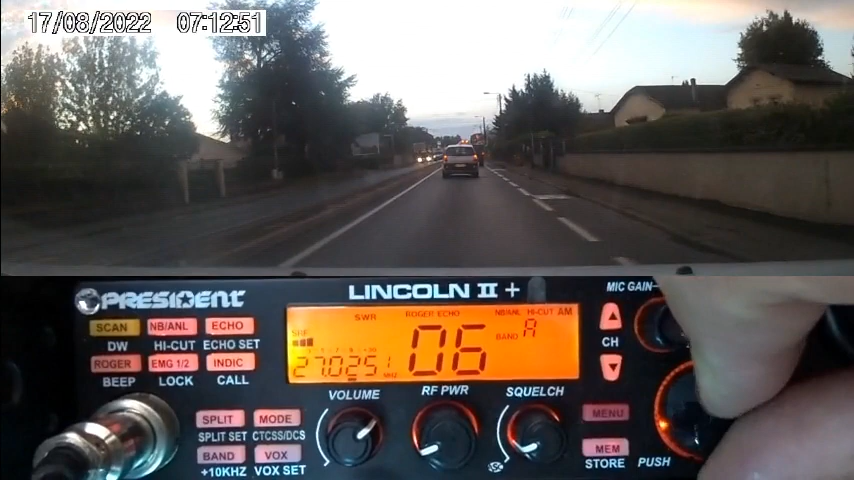 17/08/2022 07:12:51
PRESIDENT
LINCOLN II +
MIC GAIN
SCAN NB/ANL ECHO
DW HI-CUT ECHO SET
ROGER EMG 1/2 INDIC
BEEP LOCK CALL
SWR ROGER ECHO NB/ANL HI-CUT AM
BAND A
06
27.0251 MHz
CH
VOLUME RF PWR SQUELCH
SPLIT MODE
SPLIT SET CTCSS/DCS
BAND VOX
+10KHZ VOX SET
MENU
MEM
STORE PUSH